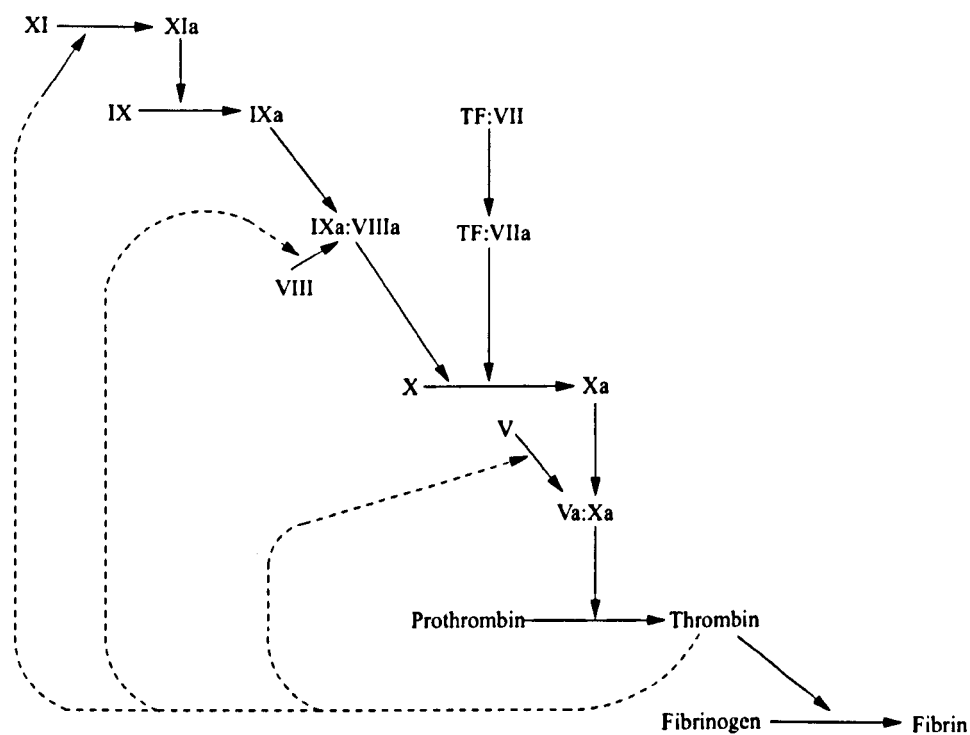 XI XIa
IX IXa TF:VII
IXa:VIIIa TF:VIIa
VIII
X Xa
V
Va:Xa
Prothrombin Thrombin
Fibrinogen Fibrin